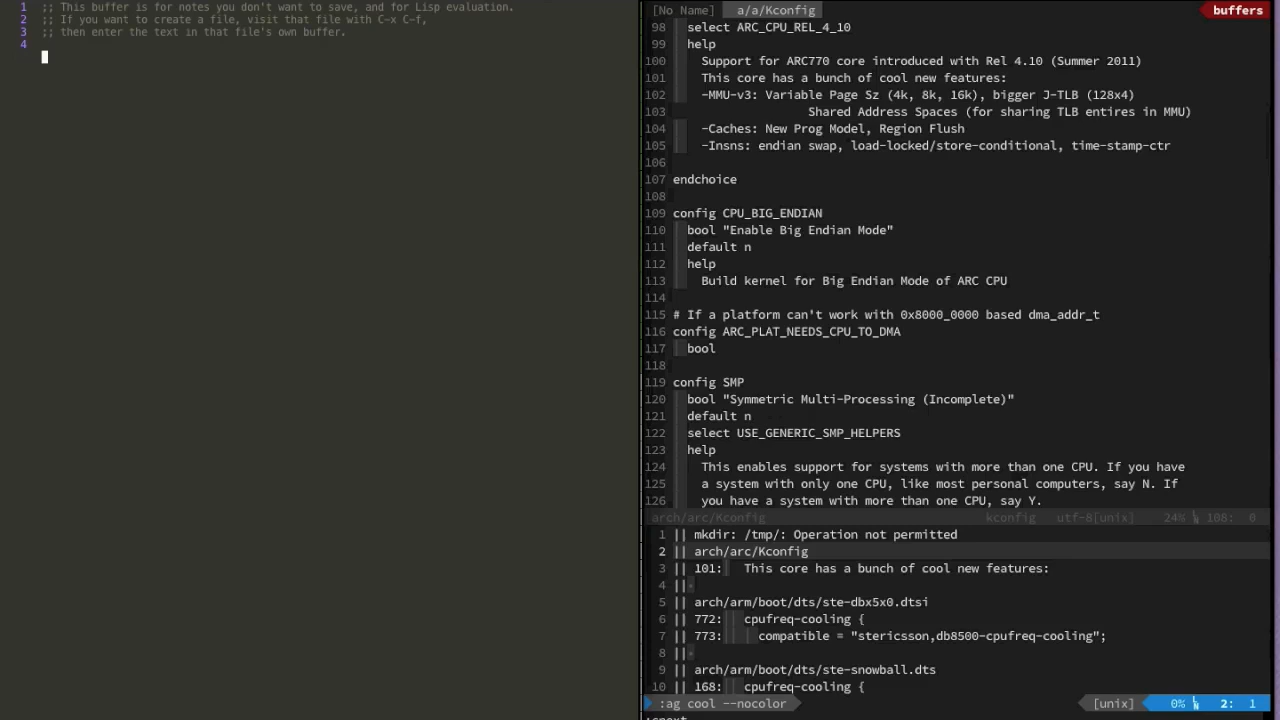 1 ;; This buffer is for notes you don't want to save, and for Lisp evaluation.
2 ;; If you want to create a file, visit that file with C-x C-f,
3 ;; then enter the text in that file's own buffer.
4
[No Name] a/a/Kconfig buffers
98 select ARC_CPU_REL_4_10
99 help
100 Support for ARC770 core introduced with Rel 4.10 (Summer 2011)
101 This core has a bunch of cool new features:
102 -MMU-v3: Variable Page Sz (4k, 8k, 16k), bigger J-TLB (128x4)
103 Shared Address Spaces (for sharing TLB entires in MMU)
104 -Caches: New Prog Model, Region Flush
105 -Insns: endian swap, load-locked/store-conditional, time-stamp-ctr
106
107 endchoice
108
109 config CPU_BIG_ENDIAN
110 bool "Enable Big Endian Mode"
111 default n
112 help
113 Build kernel for Big Endian Mode of ARC CPU
114
115 # If a platform can't work with 0x8000_0000 based dma_addr_t
116 config ARC_PLAT_NEEDS_CPU_TO_DMA
117 bool
118
119 config SMP
120 bool "Symmetric Multi-Processing (Incomplete)"
121 default n
122 select USE_GENERIC_SMP_HELPERS
123 help
124 This enables support for systems with more than one CPU. If you have
125 a system with only one CPU, like most personal computers, say N. If
126 you have a system with more than one CPU, say Y.
arch/arc/Kconfig kconfig utf-8[unix] 24% 108: 0
1 || mkdir: /tmp/: Operation not permitted
2 || arch/arc/Kconfig
3 || 101: This core has a bunch of cool new features:
4 ||
5 || arch/arm/boot/dts/ste-dbx5x0.dtsi
6 || 772: cpufreq-cooling {
7 || 773: compatible = "stericsson,db8500-cpufreq-cooling";
8 ||
9 || arch/arm/boot/dts/ste-snowball.dts
10 || 168: cpufreq-cooling {
:ag cool --nocolor [unix] 0% 2: 1